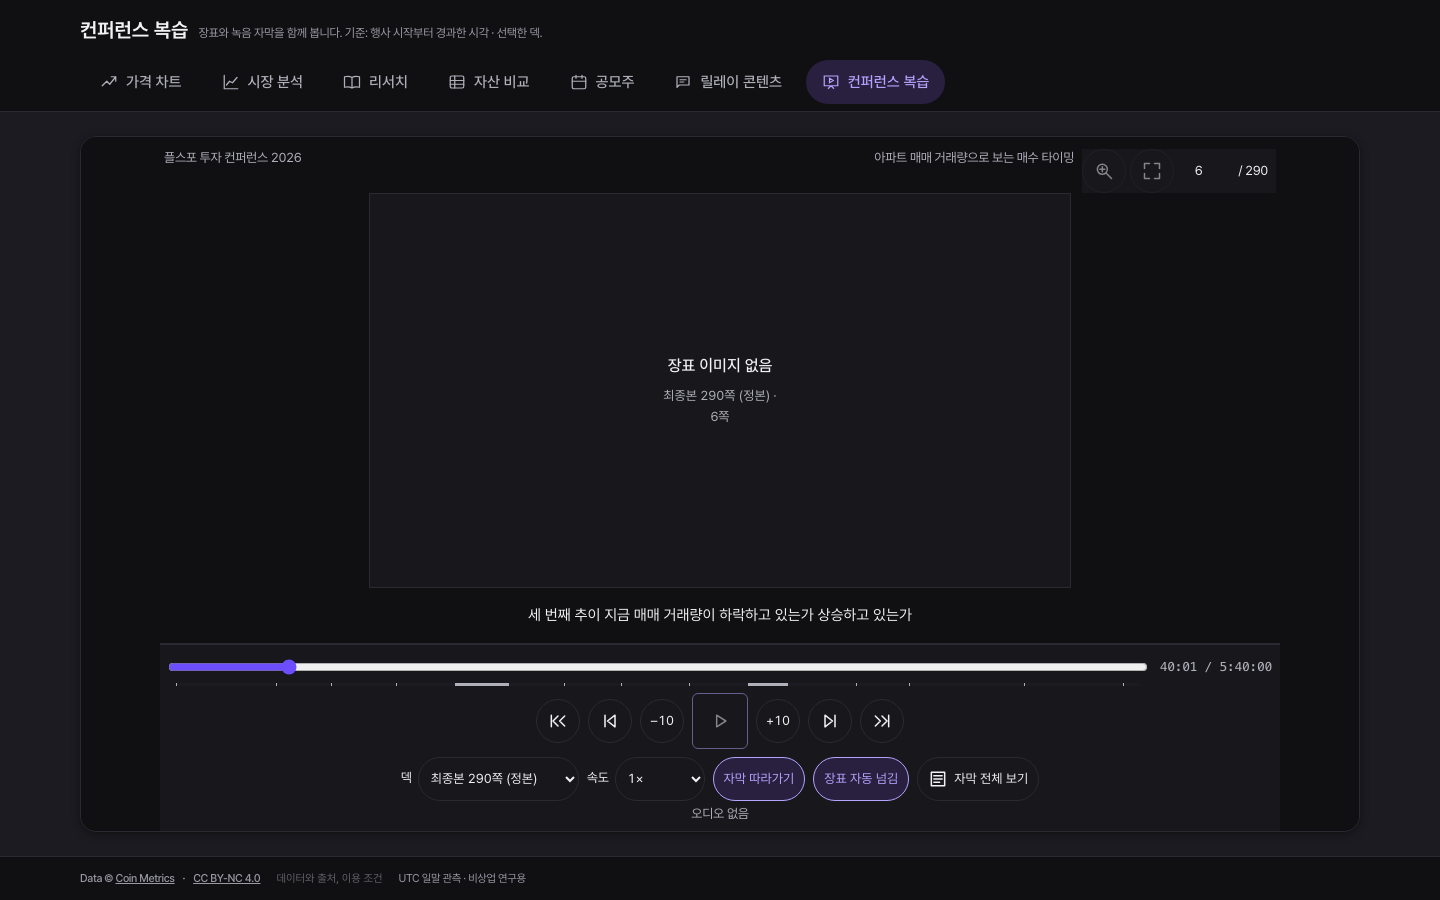 컨퍼런스 복습
장표와 녹음 자막을 함께 봅니다. 기준: 행사 시작부터 경과한 시각 · 선택한 덱.
가격 차트
시장 분석
리서치
자산 비교
공모주
릴레이 콘텐츠
컨퍼런스 복습
플스포 투자 컨퍼런스 2026
아파트 매매 거래량으로 보는 매수 타이밍
6 / 290
장표 이미지 없음
최종본 290쪽 (정본) ·
6쪽
세 번째 추이 지금 매매 거래량이 하락하고 있는가 상승하고 있는가
40:01 / 5:40:00
−10
+10
덱
최종본 290쪽 (정본)
속도
1×
자막 따라가기
장표 자동 넘김
자막 전체 보기
오디오 없음
Data © Coin Metrics · CC BY-NC 4.0 데이터와 출처, 이용 조건 UTC 일말 관측 · 비상업 연구용